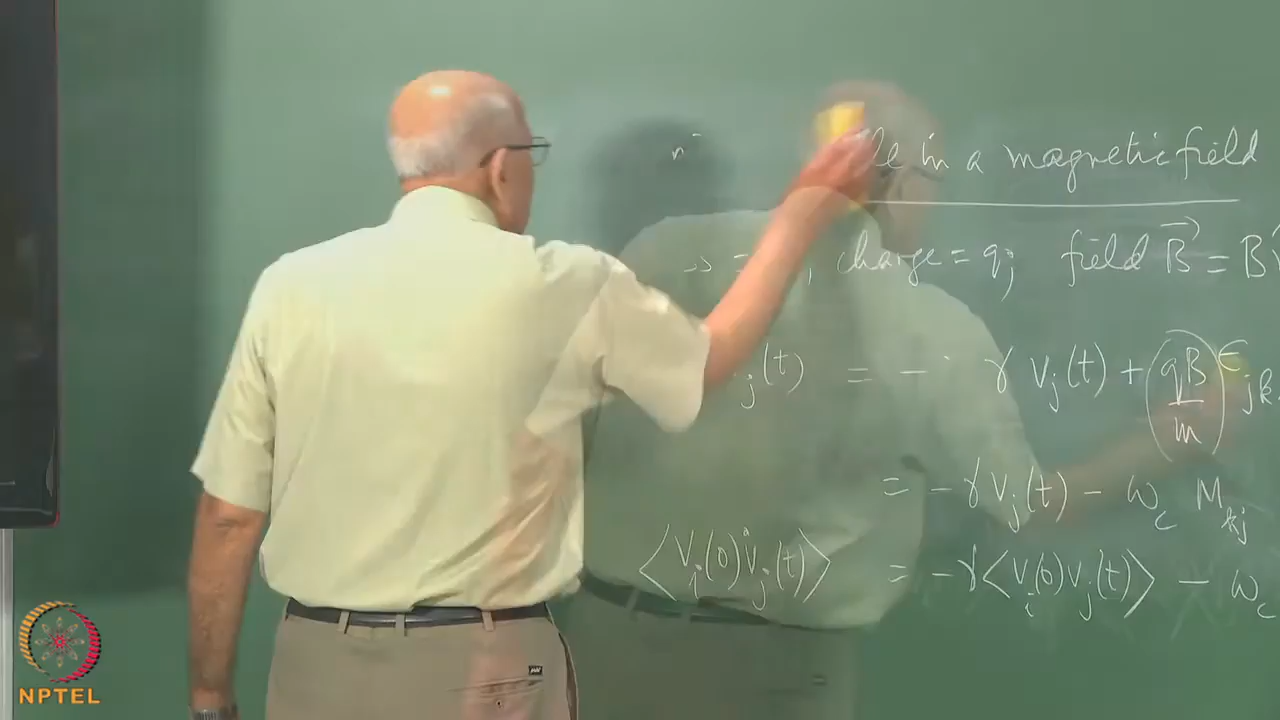 in a magnetic field
charge = q; field B⃗ = B
j(t) = - γ v_j(t) + (qB/m) ϵ_jk
= - γ v_j(t) - ω_c M_kj
⟨v_i(0) v̇_j(t)⟩ = - γ⟨v_i(0) v_j(t)⟩ - ω_c
NPTEL